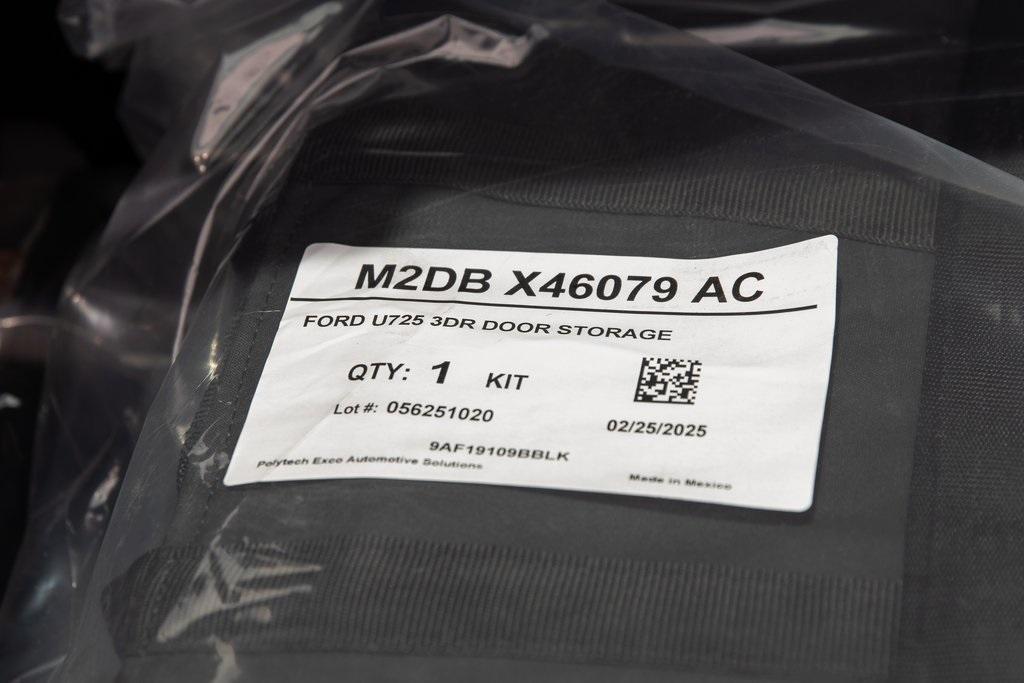 M2DB X46079 AC
FORD U725 3DR DOOR STORAGE
QTY: 1 KIT
Lot #: 056251020
02/25/2025
9AF19109BBLK
Polytech Exco Automotive Solutions
Made in Mexico